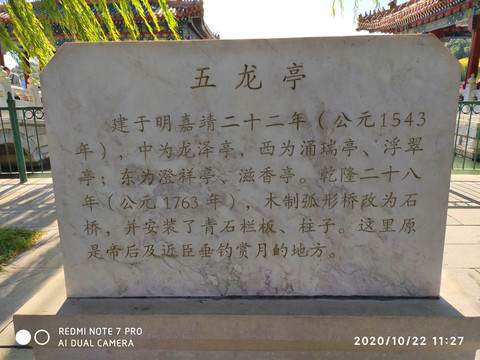 五龙亭
建于明嘉靖二十二年（公元1543
年），中为龙泽亭，西为涌瑞亭、浮翠
亭；东为澄祥亭、滋香亭。乾隆二十八
年（公元1763年），木制弧形桥改为石
桥，并安装了青石栏板、柱子。这里原
是帝后及近臣垂钓赏月的地方。
REDMI NOTE 7 PRO
AI DUAL CAMERA
2020/10/22 11:27